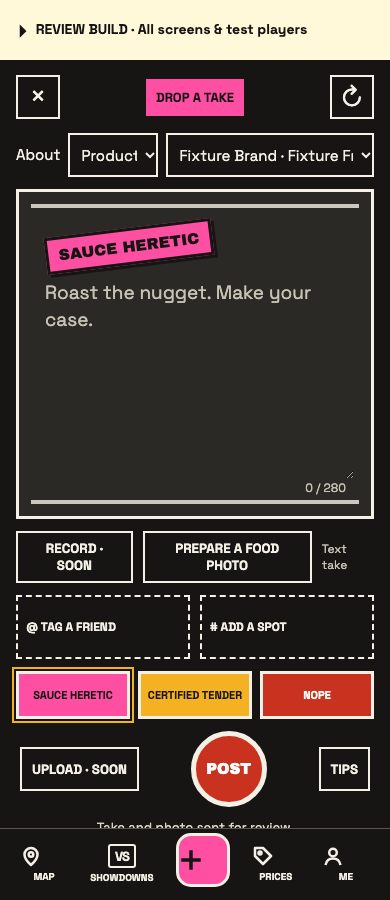 REVIEW BUILD · All screens & test players
×
DROP A TAKE
About
Product
Fixture Brand · Fixture Fr
SAUCE HERETIC
Roast the nugget. Make your
case.
0 / 280
RECORD ·
SOON
PREPARE A FOOD
PHOTO
Text
take
@ TAG A FRIEND
# ADD A SPOT
SAUCE HERETIC
CERTIFIED TENDER
NOPE
UPLOAD · SOON
POST
TIPS
Take and photo sent for review
VS
+
MAP
SHOWDOWNS
PRICES
ME